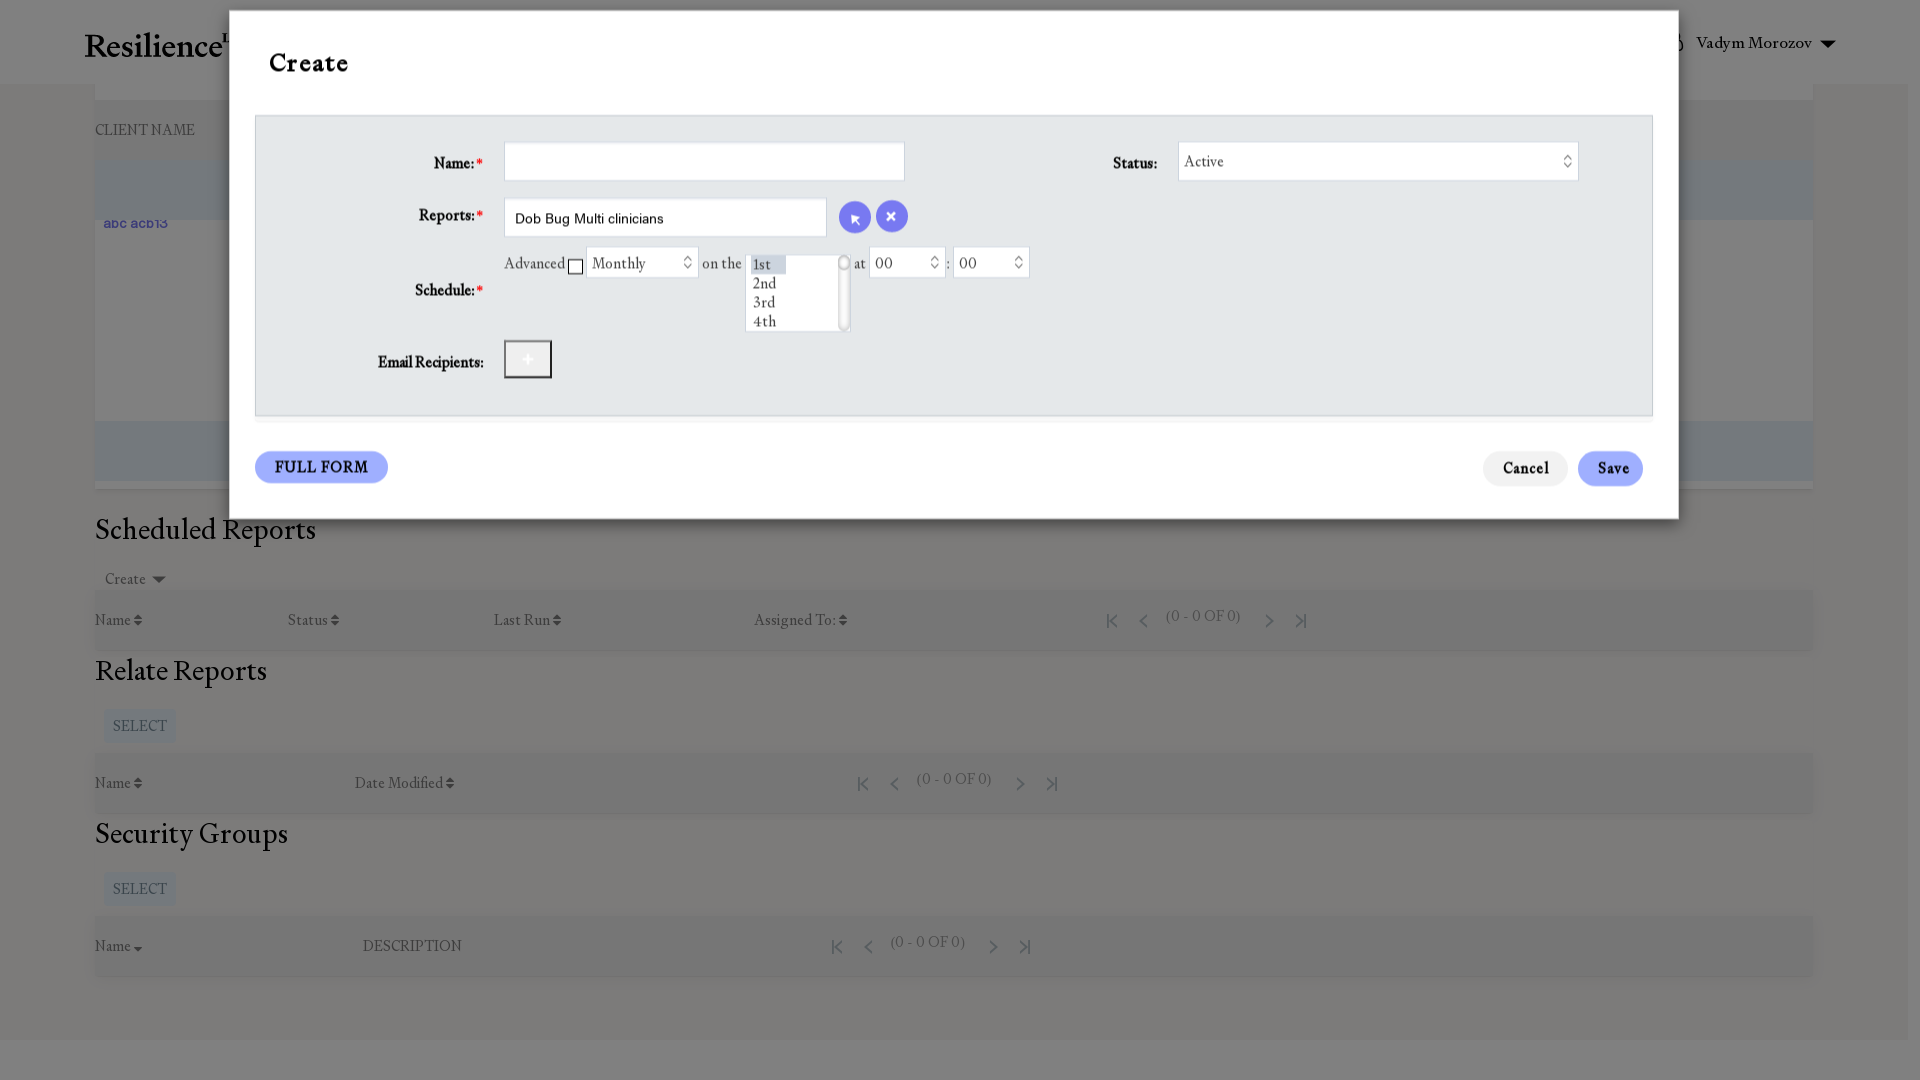 Resilience
Vadym Morozov
Create
CLIENT NAME
Name:*
Status:
Active
abc acb13
Reports:*
Dob Bug Multi clinicians
Schedule:*
Advanced
Monthly
on the
1st
2nd
3rd
4th
at
00
:
00
Email Recipients:
+
FULL FORM
Cancel
Save
Scheduled Reports
Create
Name
Status
Last Run
Assigned To:
(0 - 0 OF 0)
Relate Reports
SELECT
Name
Date Modified
(0 - 0 OF 0)
Security Groups
SELECT
Name
DESCRIPTION
(0 - 0 OF 0)